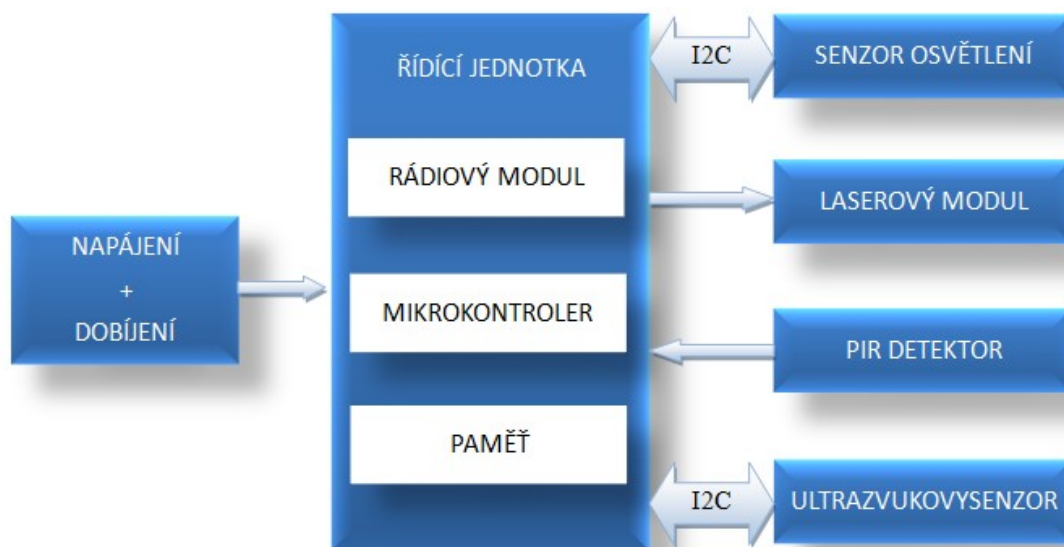 ŘÍDÍCÍ JEDNOTKA
I2C
SENZOR OSVĚTLENÍ
RÁDIOVÝ MODUL
LASEROVÝ MODUL
NAPÁJENÍ
+
DOBÍJENÍ
MIKROKONTROLER
PIR DETEKTOR
PAMĚŤ
I2C
ULTRAZVUKOVYSENZOR